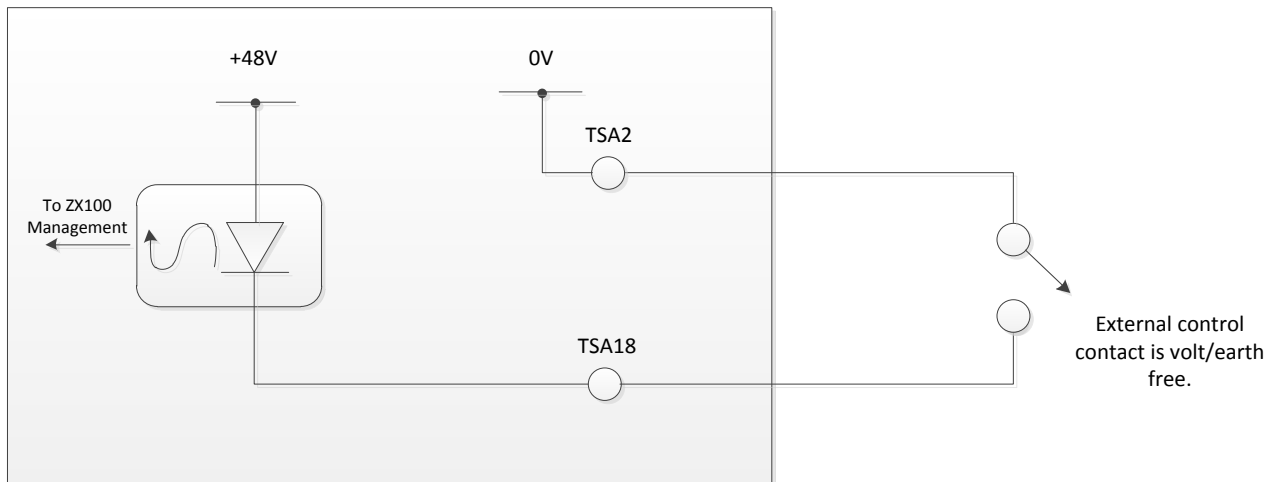 +48V
0V
TSA2
To ZX100
Management
TSA18
External control
contact is volt/earth
free.